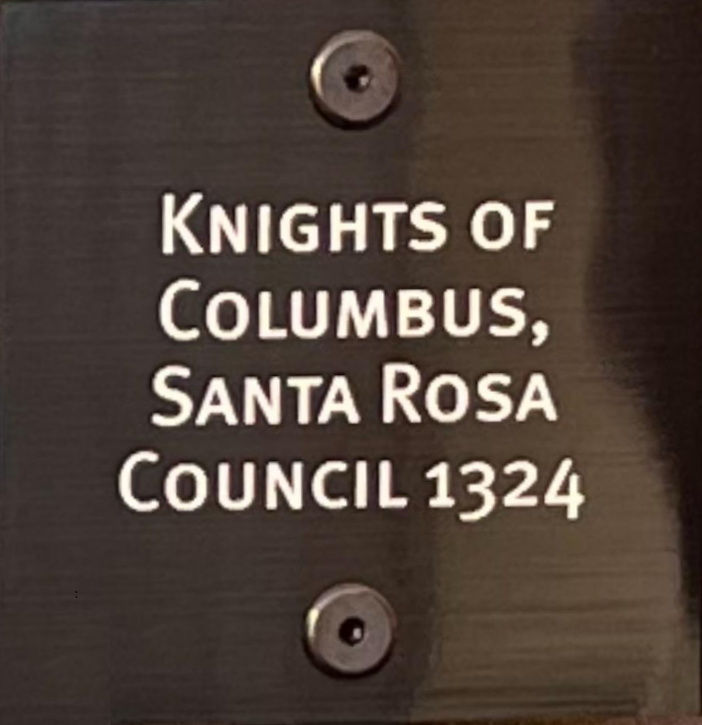 Knights of
Columbus,
Santa Rosa
Council 1324